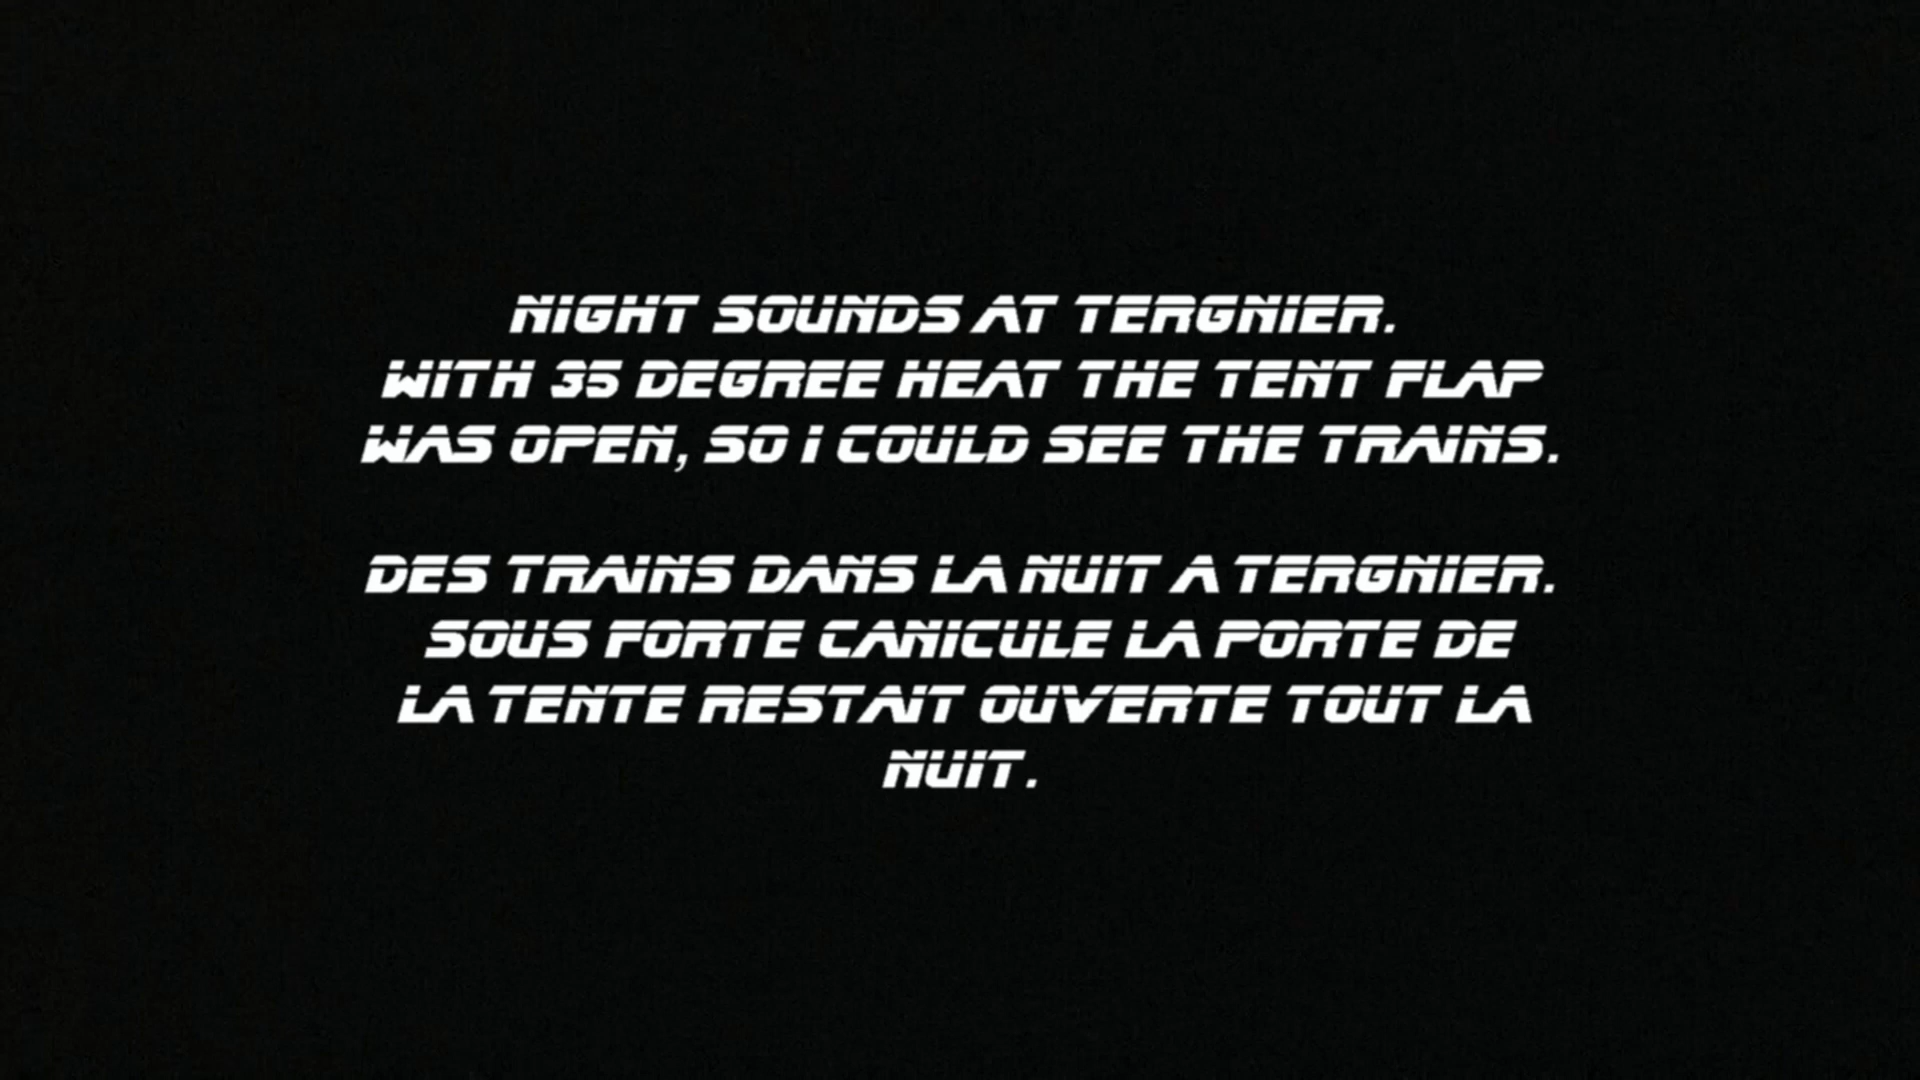 NIGHT SOUNDS AT TERGNIER.
WITH 35 DEGREE HEAT THE TENT FLAP
WAS OPEN, SO I COULD SEE THE TRAINS.
DES TRAINS DANS LA NUIT A TERGNIER.
SOUS FORTE CANICULE LA PORTE DE
LA TENTE RESTAIT OUVERTE TOUT LA
NUIT.